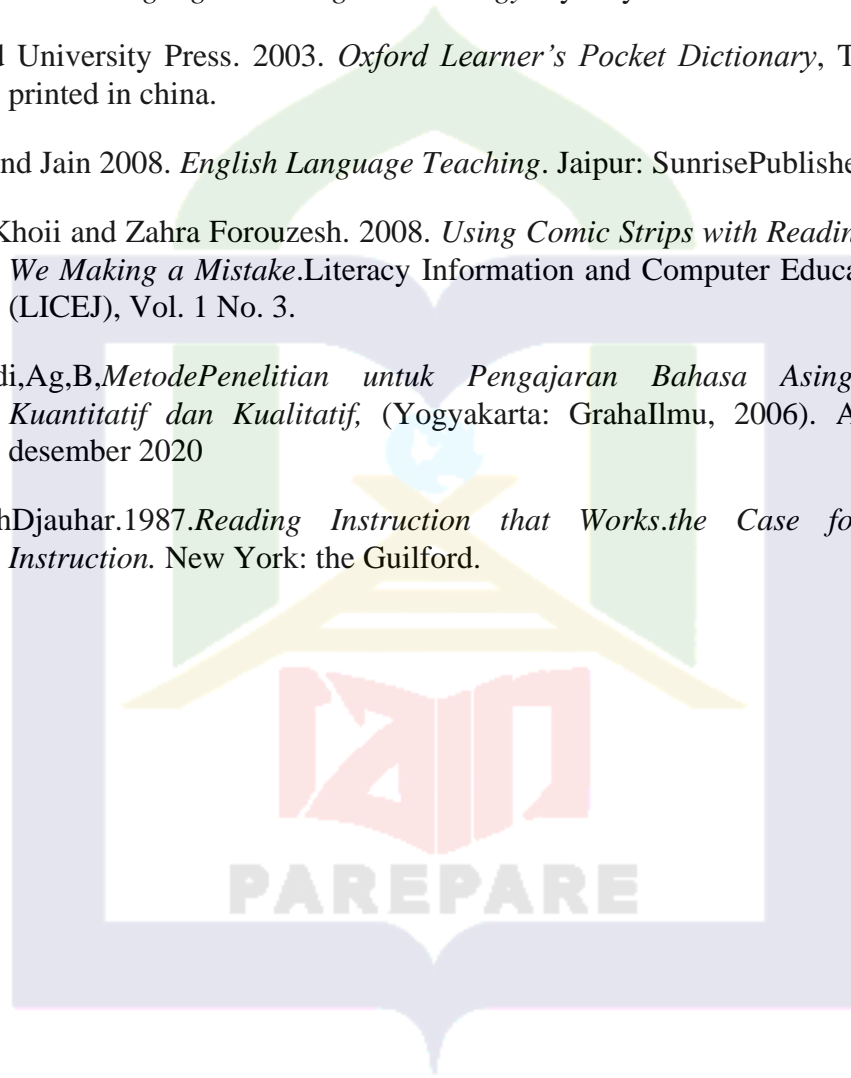 d University Press. 2003. Oxford Learner’s Pocket Dictionary, T
printed in china.
nd Jain 2008. English Language Teaching. Jaipur: SunrisePublishe
Khoii and Zahra Forouzesh. 2008. Using Comic Strips with Readin
We Making a Mistake.Literacy Information and Computer Educa
(LICEJ), Vol. 1 No. 3.
di,Ag,B,MetodePenelitian untuk Pengajaran Bahasa Asing
Kuantitatif dan Kualitatif, (Yogyakarta: GrahaIlmu, 2006). A
desember 2020
hDjauhar.1987.Reading Instruction that Works.the Case fo
Instruction. New York: the Guilford.
iain
PAREPARE